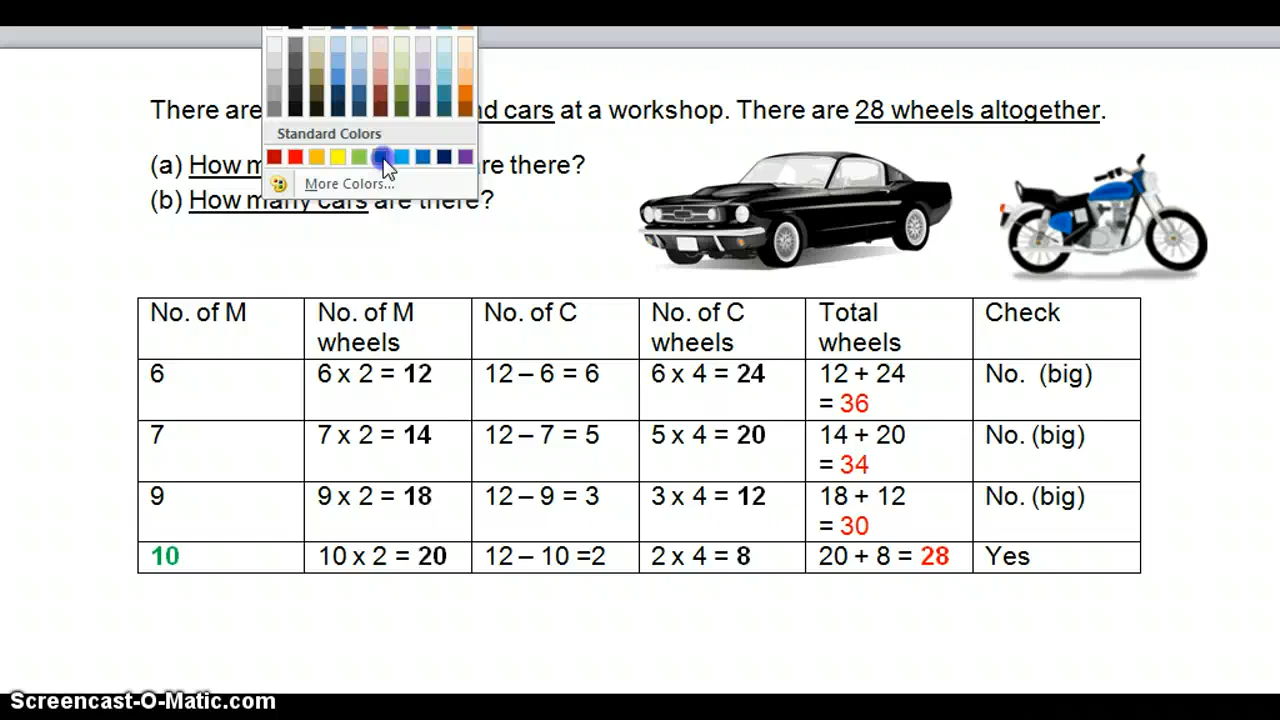 There are nd cars at a workshop. There are 28 wheels altogether.
Standard Colors
(a) How m re there?
More Colors...
(b) How many cars are there?
No. of M No. of M wheels No. of C No. of C wheels Total wheels Check
6 6 x 2 = 12 12 – 6 = 6 6 x 4 = 24 12 + 24 = 36 No. (big)
7 7 x 2 = 14 12 – 7 = 5 5 x 4 = 20 14 + 20 = 34 No. (big)
9 9 x 2 = 18 12 – 9 = 3 3 x 4 = 12 18 + 12 = 30 No. (big)
10 10 x 2 = 20 12 – 10 =2 2 x 4 = 8 20 + 8 = 28 Yes
Screencast-O-Matic.com